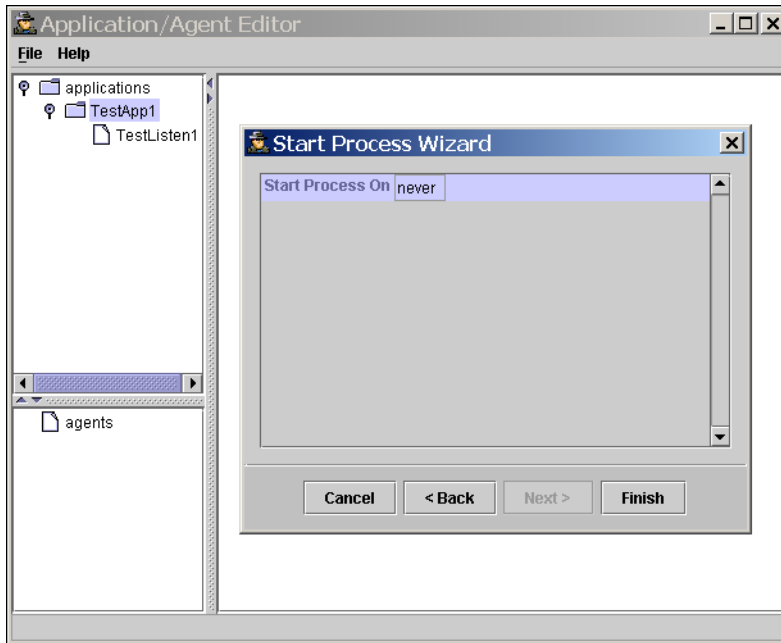 Application/Agent Editor
File Help
applications
TestApp1
TestListen1
agents
Start Process Wizard
Start Process On never
Cancel < Back Next > Finish